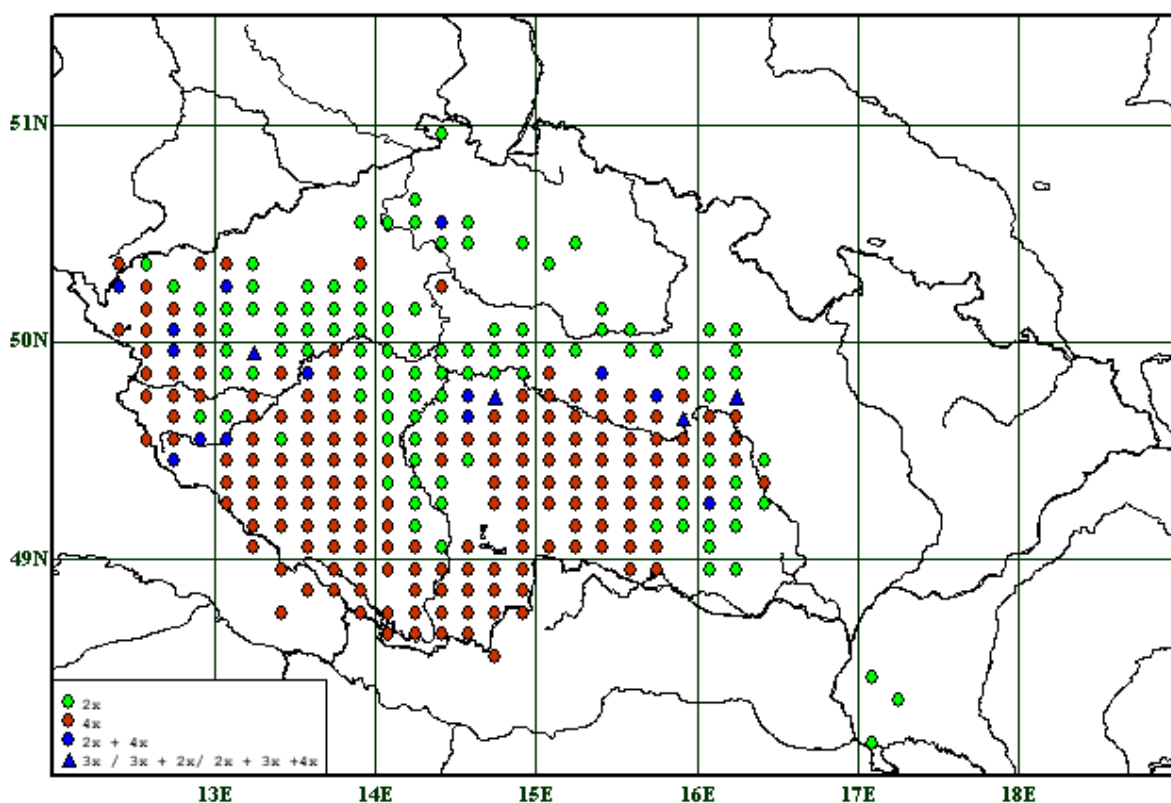 51N
50N
49N
2x
4x
2x + 4x
3x / 3x + 2x/ 2x + 3x +4x
13E 14E 15E 16E 17E 18E